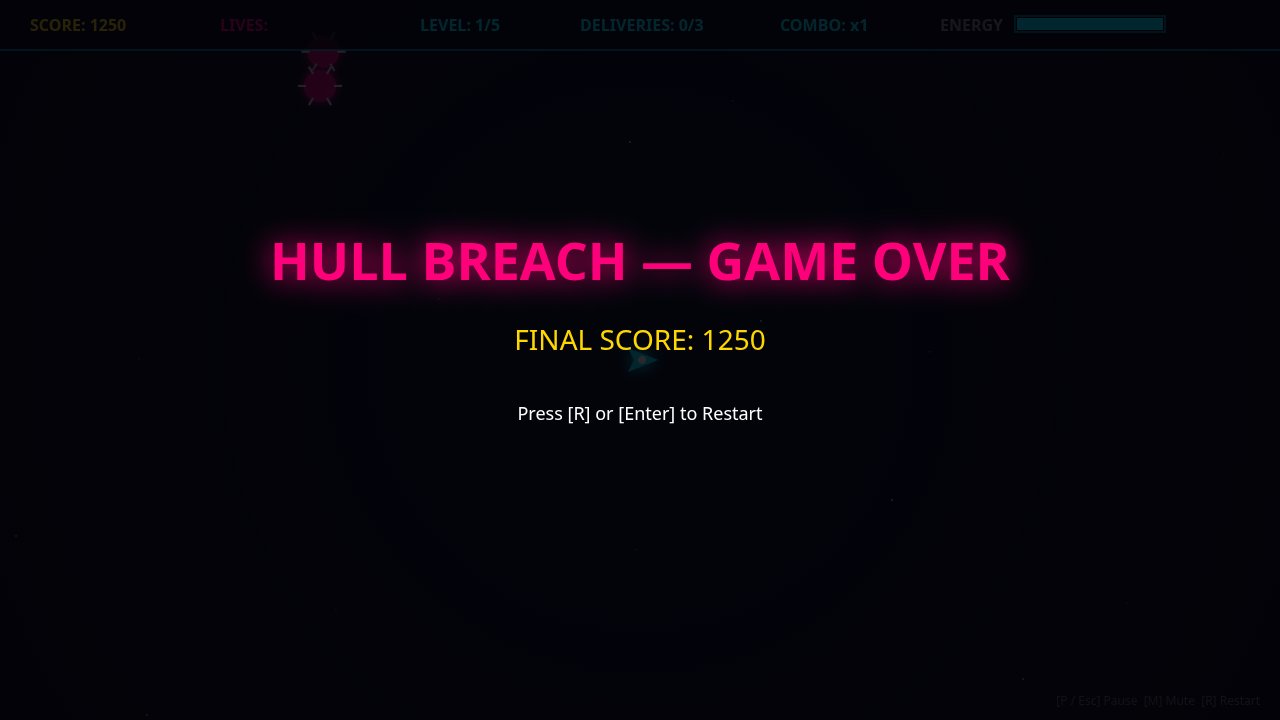 SCORE: 1250 LIVES: LEVEL: 1/5 DELIVERIES: 0/3 COMBO: x1 ENERGY
HULL BREACH — GAME OVER
FINAL SCORE: 1250
Press [R] or [Enter] to Restart
[P / Esc] Pause [M] Mute [R] Restart